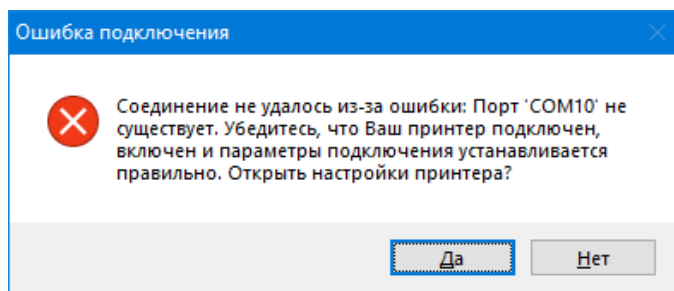 Ошибка подключения
Соединение не удалось из-за ошибки: Порт 'COM10' не
существует. Убедитесь, что Ваш принтер подключен,
включен и параметры подключения устанавливается
правильно. Открыть настройки принтера?
Да
Нет